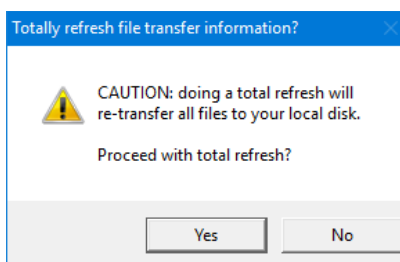 Totally refresh file transfer information?
CAUTION: doing a total refresh will
re-transfer all files to your local disk.
Proceed with total refresh?
Yes
No